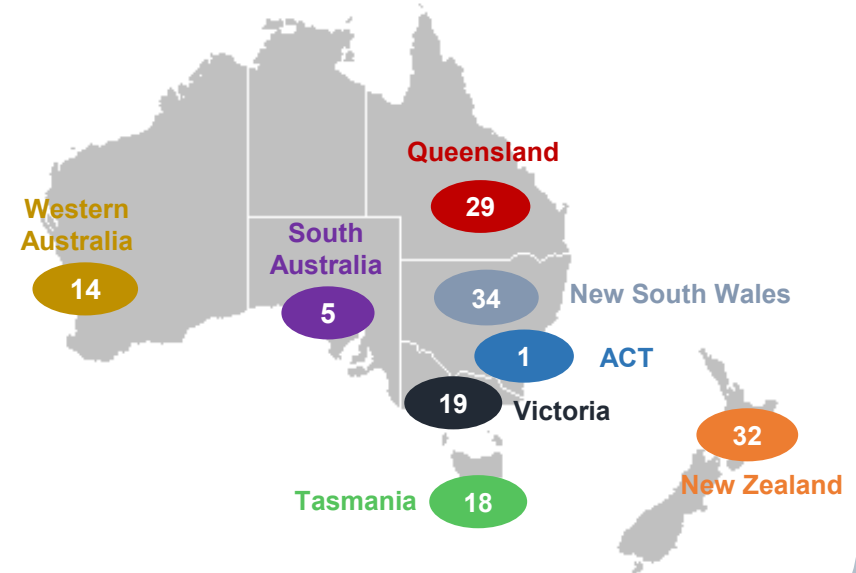 Queensland
29
Western
Australia
14
South
Australia
5
34
New South Wales
1
ACT
19
Victoria
32
New Zealand
Tasmania
18